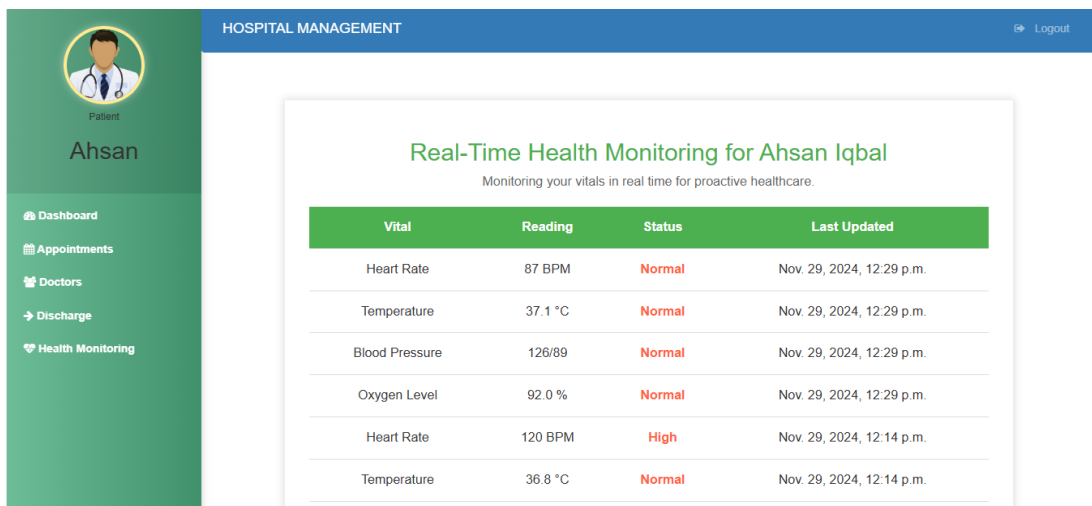 HOSPITAL MANAGEMENT
Logout
Patient
Ahsan
Dashboard
Appointments
Doctors
Discharge
Health Monitoring
Real-Time Health Monitoring for Ahsan Iqbal
Monitoring your vitals in real time for proactive healthcare.
Vital Reading Status Last Updated
Heart Rate 87 BPM Normal Nov. 29, 2024, 12:29 p.m.
Temperature 37.1 °C Normal Nov. 29, 2024, 12:29 p.m.
Blood Pressure 126/89 Normal Nov. 29, 2024, 12:29 p.m.
Oxygen Level 92.0 % Normal Nov. 29, 2024, 12:29 p.m.
Heart Rate 120 BPM High Nov. 29, 2024, 12:14 p.m.
Temperature 36.8 °C Normal Nov. 29, 2024, 12:14 p.m.